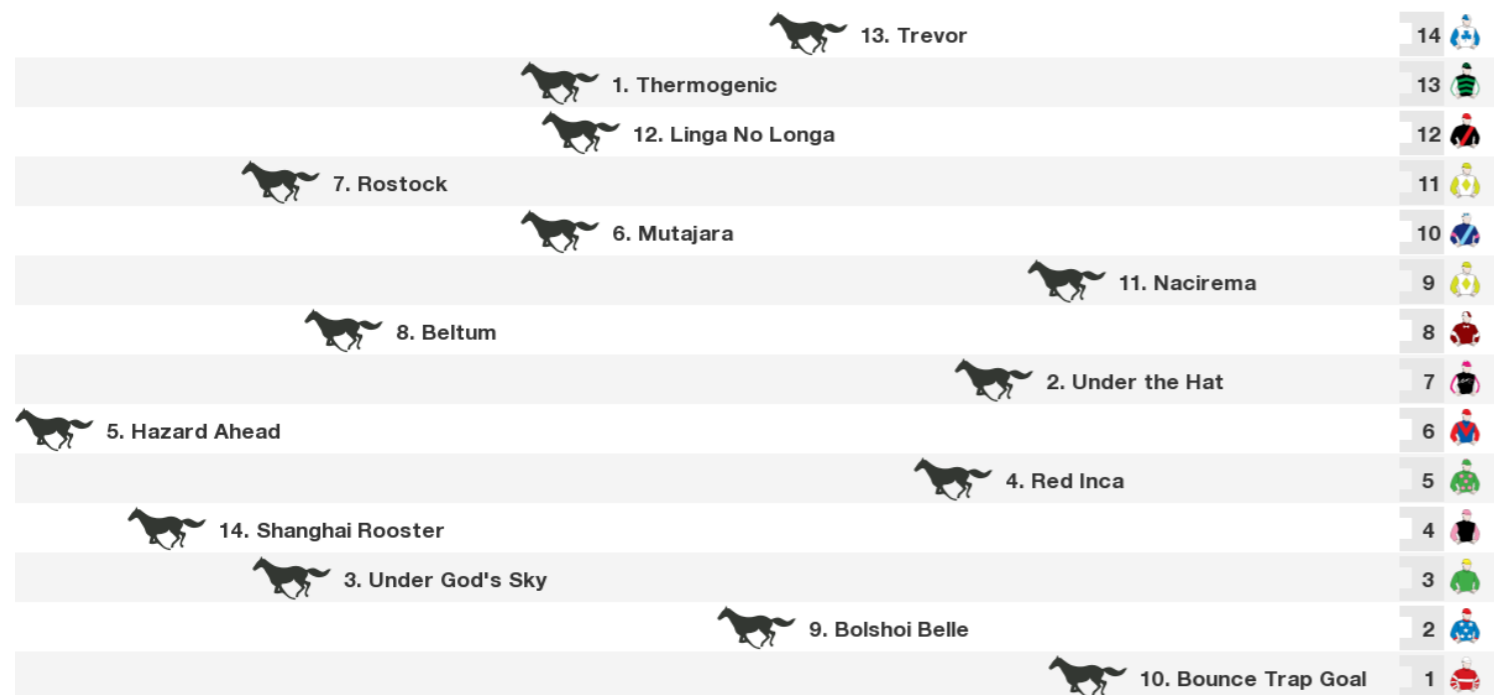 13. Trevor 14
1. Thermogenic 13
12. Linga No Longa 12
7. Rostock 11
6. Mutajara 10
11. Nacirema 9
8. Beltum 8
2. Under the Hat 7
5. Hazard Ahead 6
4. Red Inca 5
14. Shanghai Rooster 4
3. Under God's Sky 3
9. Bolshoi Belle 2
10. Bounce Trap Goal 1